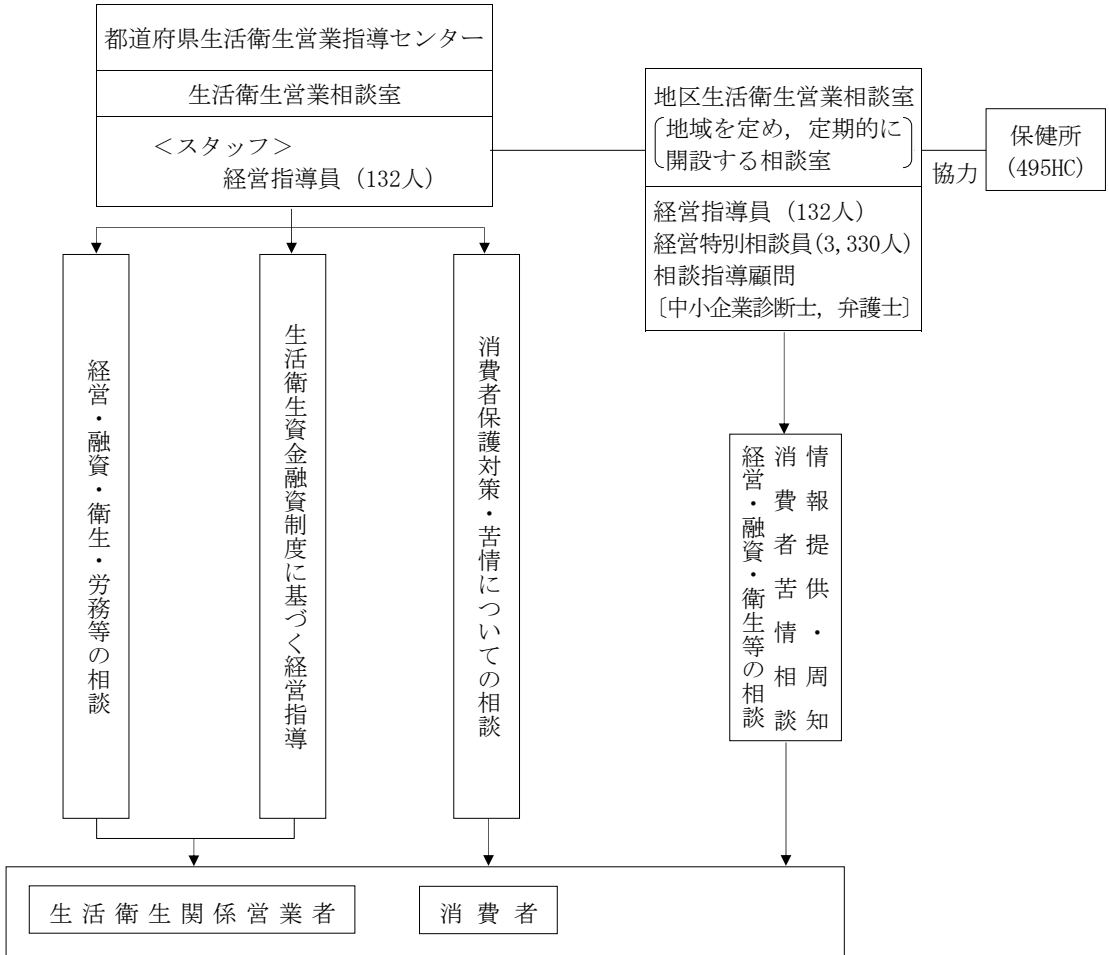 都道府県生活衛生営業指導センター
生活衛生営業相談室
＜スタッフ＞
経営指導員 (132人)
地区生活衛生営業相談室
〔地域を定め，定期的に
開設する相談室〕
協力
保健所
(495HC)
経営指導員 (132人)
経営特別相談員(3,330人)
相談指導顧問
〔中小企業診断士，弁護士〕
経営・融資・衛生・労務等の相談
生活衛生資金融資制度に基づく経営指導
消費者保護対策・苦情についての相談
情報提供・周知
消費者苦情相談
経営・融資・衛生等の相談
生活衛生関係営業者
消費者